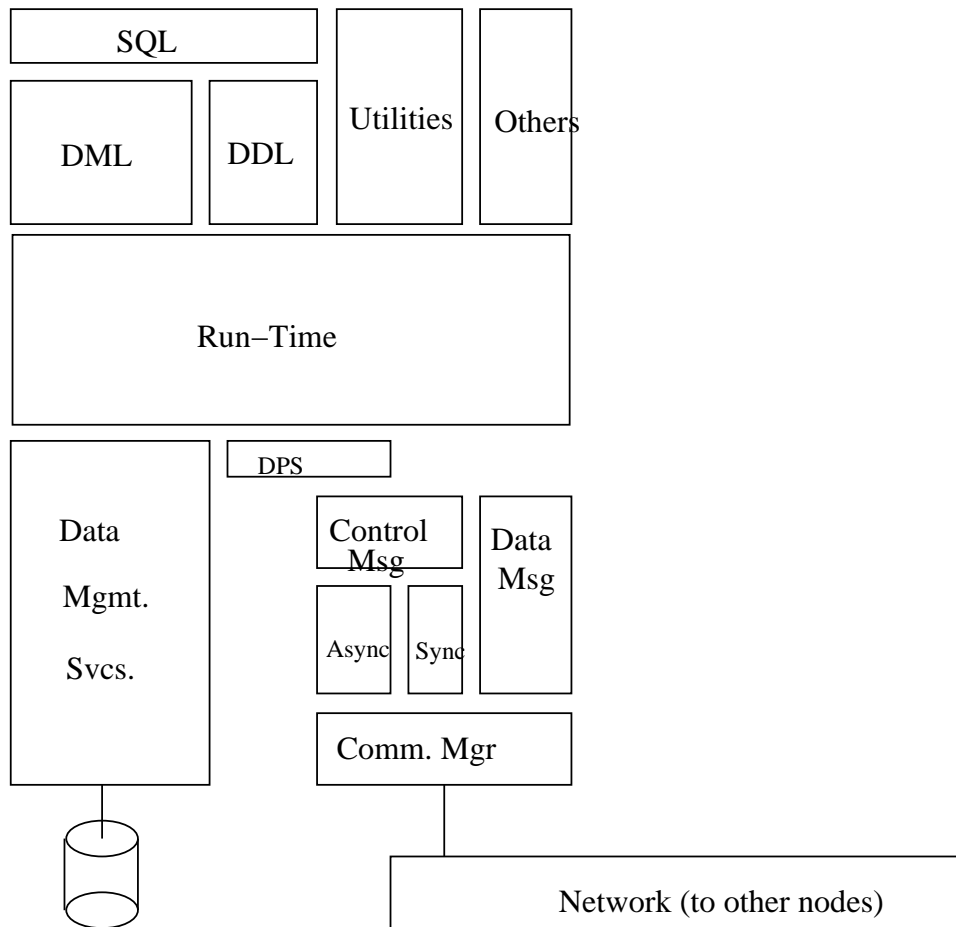 SQL
Utilities
Others
DML
DDL
Run–Time
DPS
Data
Mgmt.
Svcs.
Control
Msg
Data
Msg
Async
Sync
Comm. Mgr
Network (to other nodes)